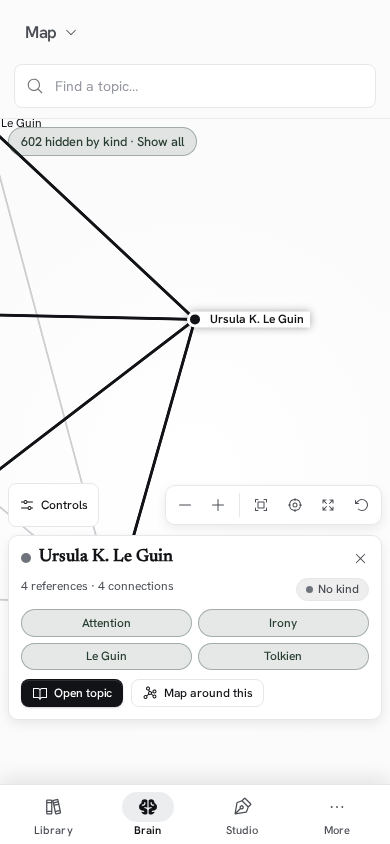 Map
Find a topic...
Le Guin
602 hidden by kind · Show all
Ursula K. Le Guin
Controls
Ursula K. Le Guin
4 references · 4 connections
No kind
Attention
Irony
Le Guin
Tolkien
Open topic
Map around this
Library
Brain
Studio
More